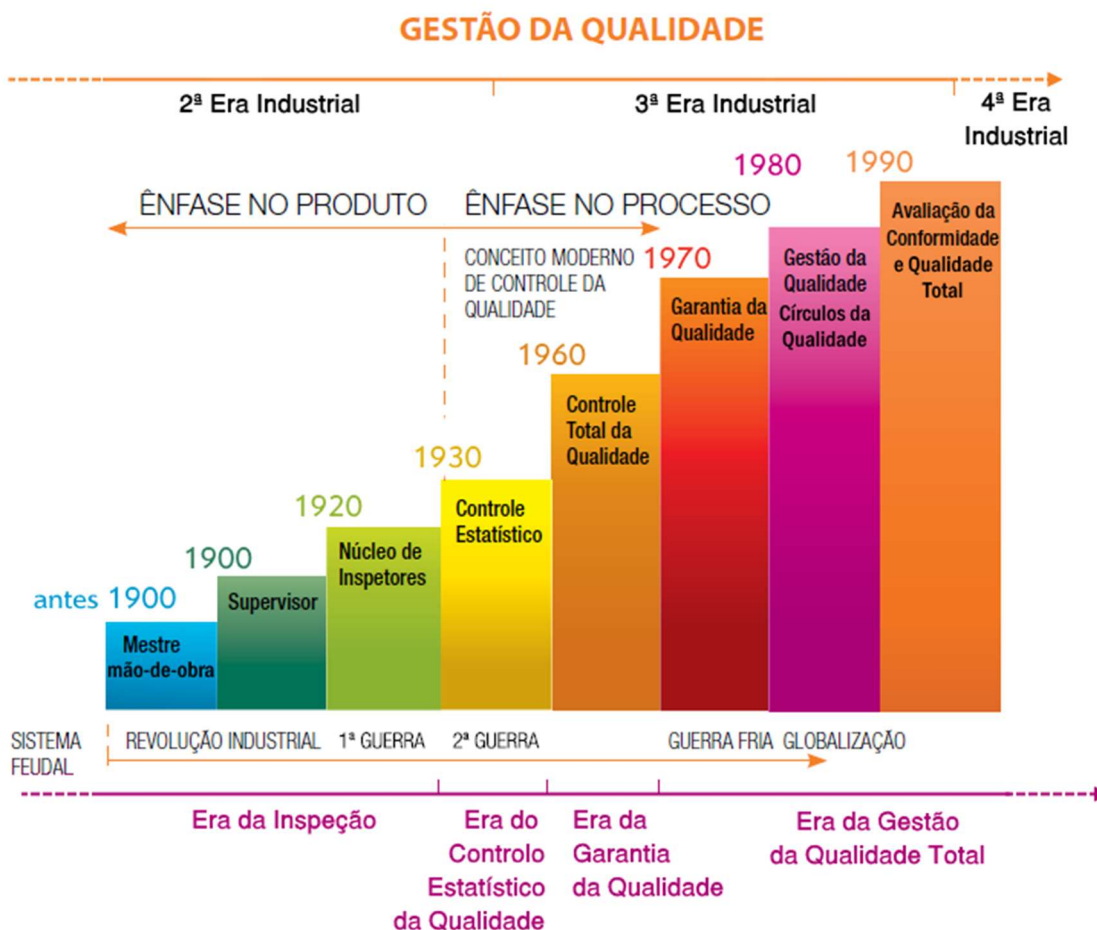 GESTÃO DA QUALIDADE
2ª Era Industrial
3ª Era Industrial
4ª Era
Industrial
1980
1990
ÊNFASE NO PRODUTO
ÊNFASE NO PROCESSO
CONCEITO MODERNO
DE CONTROLE DA
QUALIDADE
1970
Avaliação da
Conformidade
e Qualidade
Total
Gestão da
Qualidade
Círculos da
Qualidade
Garantia da
Qualidade
1960
Controle
Total da
Qualidade
1930
Controle
Estatístico
1920
Núcleo de
Inspetores
1900
Supervisor
antes 1900
Mestre
mão-de-obra
SISTEMA
FEUDAL
REVOLUÇÃO INDUSTRIAL
1ª GUERRA
2ª GUERRA
GUERRA FRIA
GLOBALIZAÇÃO
Era da Inspeção
Era do
Controlo
Estatístico
da Qualidade
Era da
Garantia
da Qualidade
Era da Gestão
da Qualidade Total